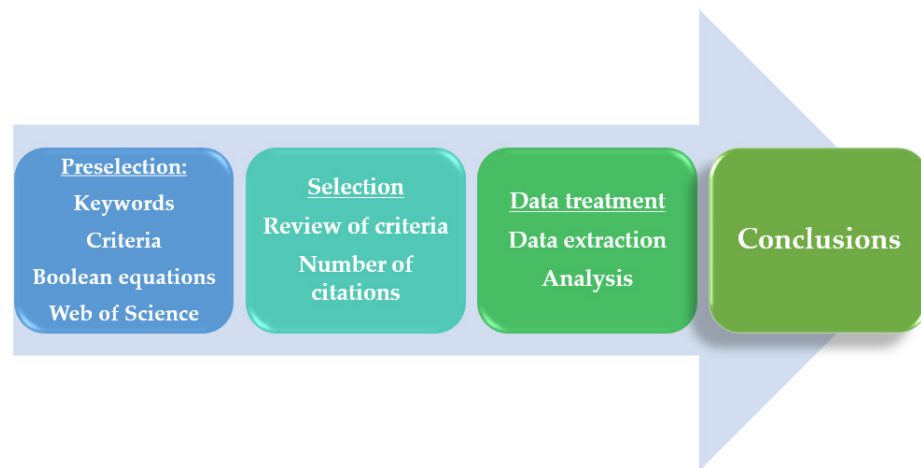 Preselection:
Keywords
Criteria
Boolean equations
Web of Science
Selection
Review of criteria
Number of
citations
Data treatment
Data extraction
Analysis
Conclusions